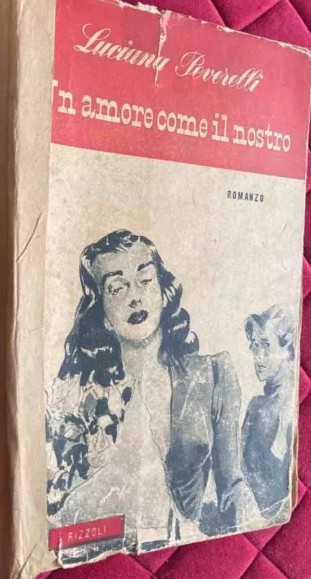 Luciana Peverelli
Un amore come il nostro
ROMANZO
RIZZOLI